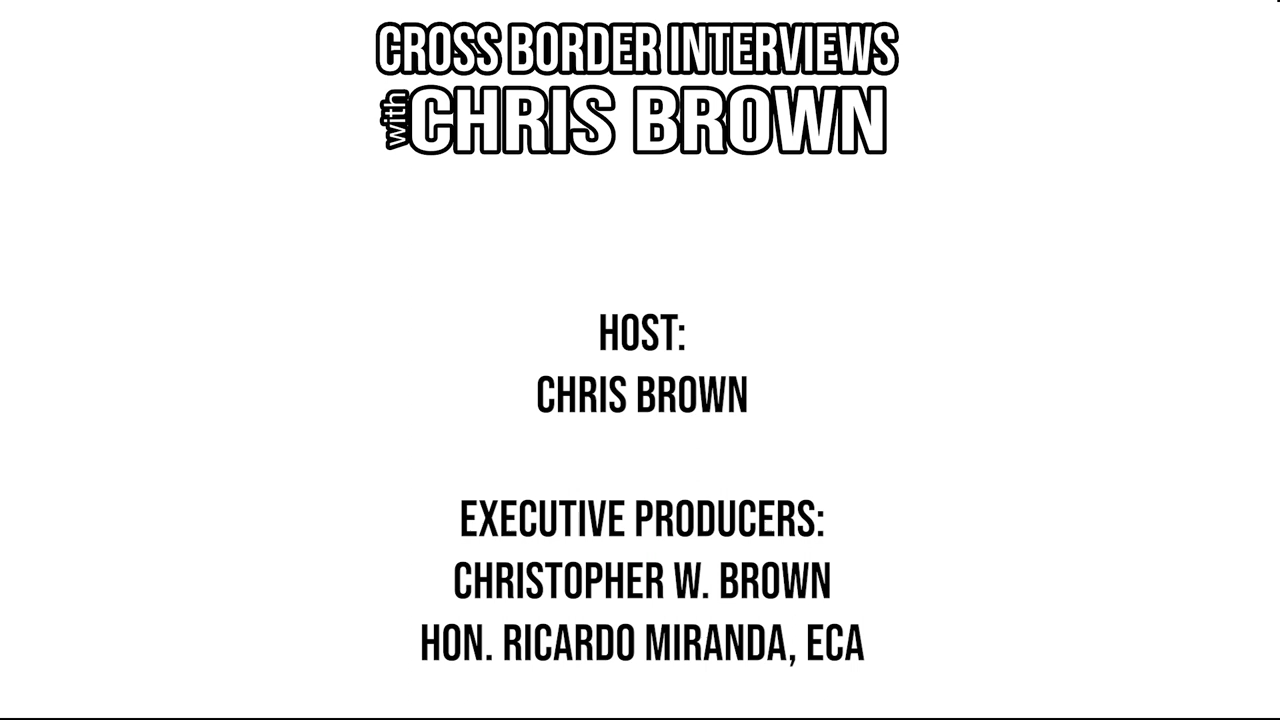 CROSS BORDER INTERVIEWS
with CHRIS BROWN
HOST:
CHRIS BROWN
EXECUTIVE PRODUCERS:
CHRISTOPHER W. BROWN
HON. RICARDO MIRANDA, ECA